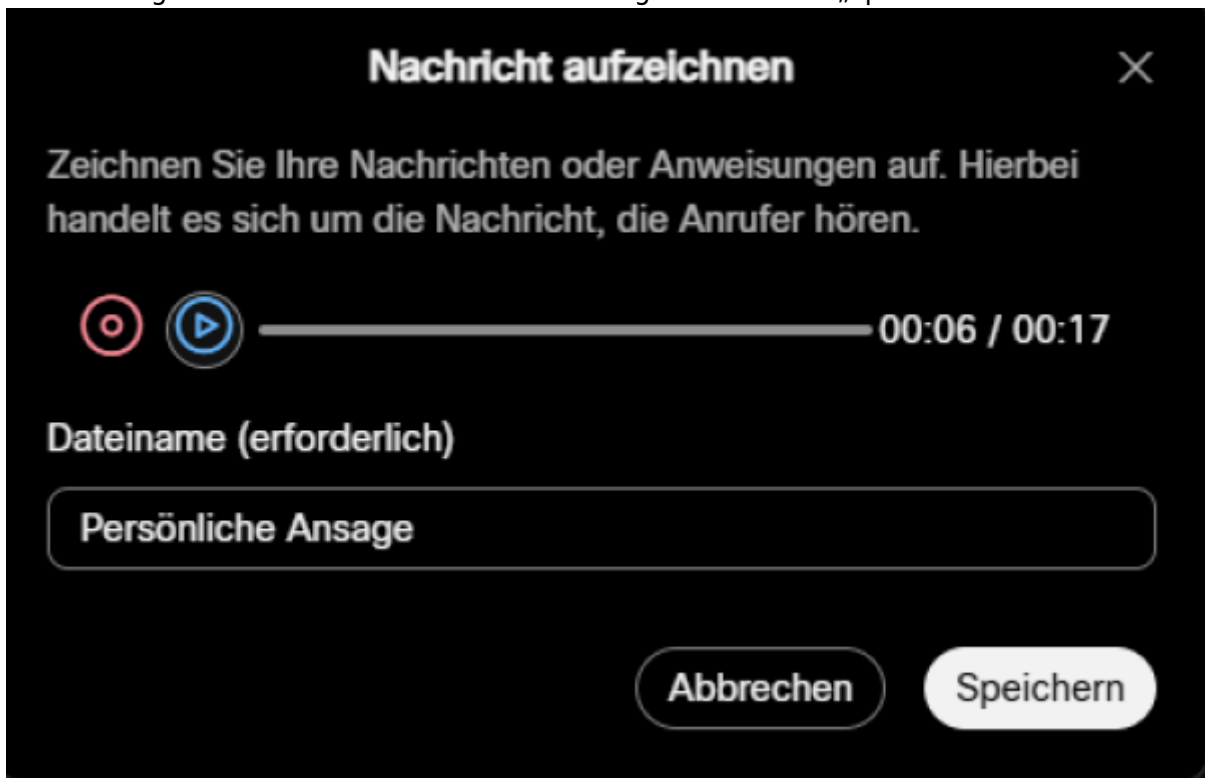 Nachricht aufzeichnen
Zeichnen Sie Ihre Nachrichten oder Anweisungen auf. Hierbei
handelt es sich um die Nachricht, die Anrufer hören.
00:06 / 00:17
Dateiname (erforderlich)
Persönliche Ansage
Abbrechen Speichern